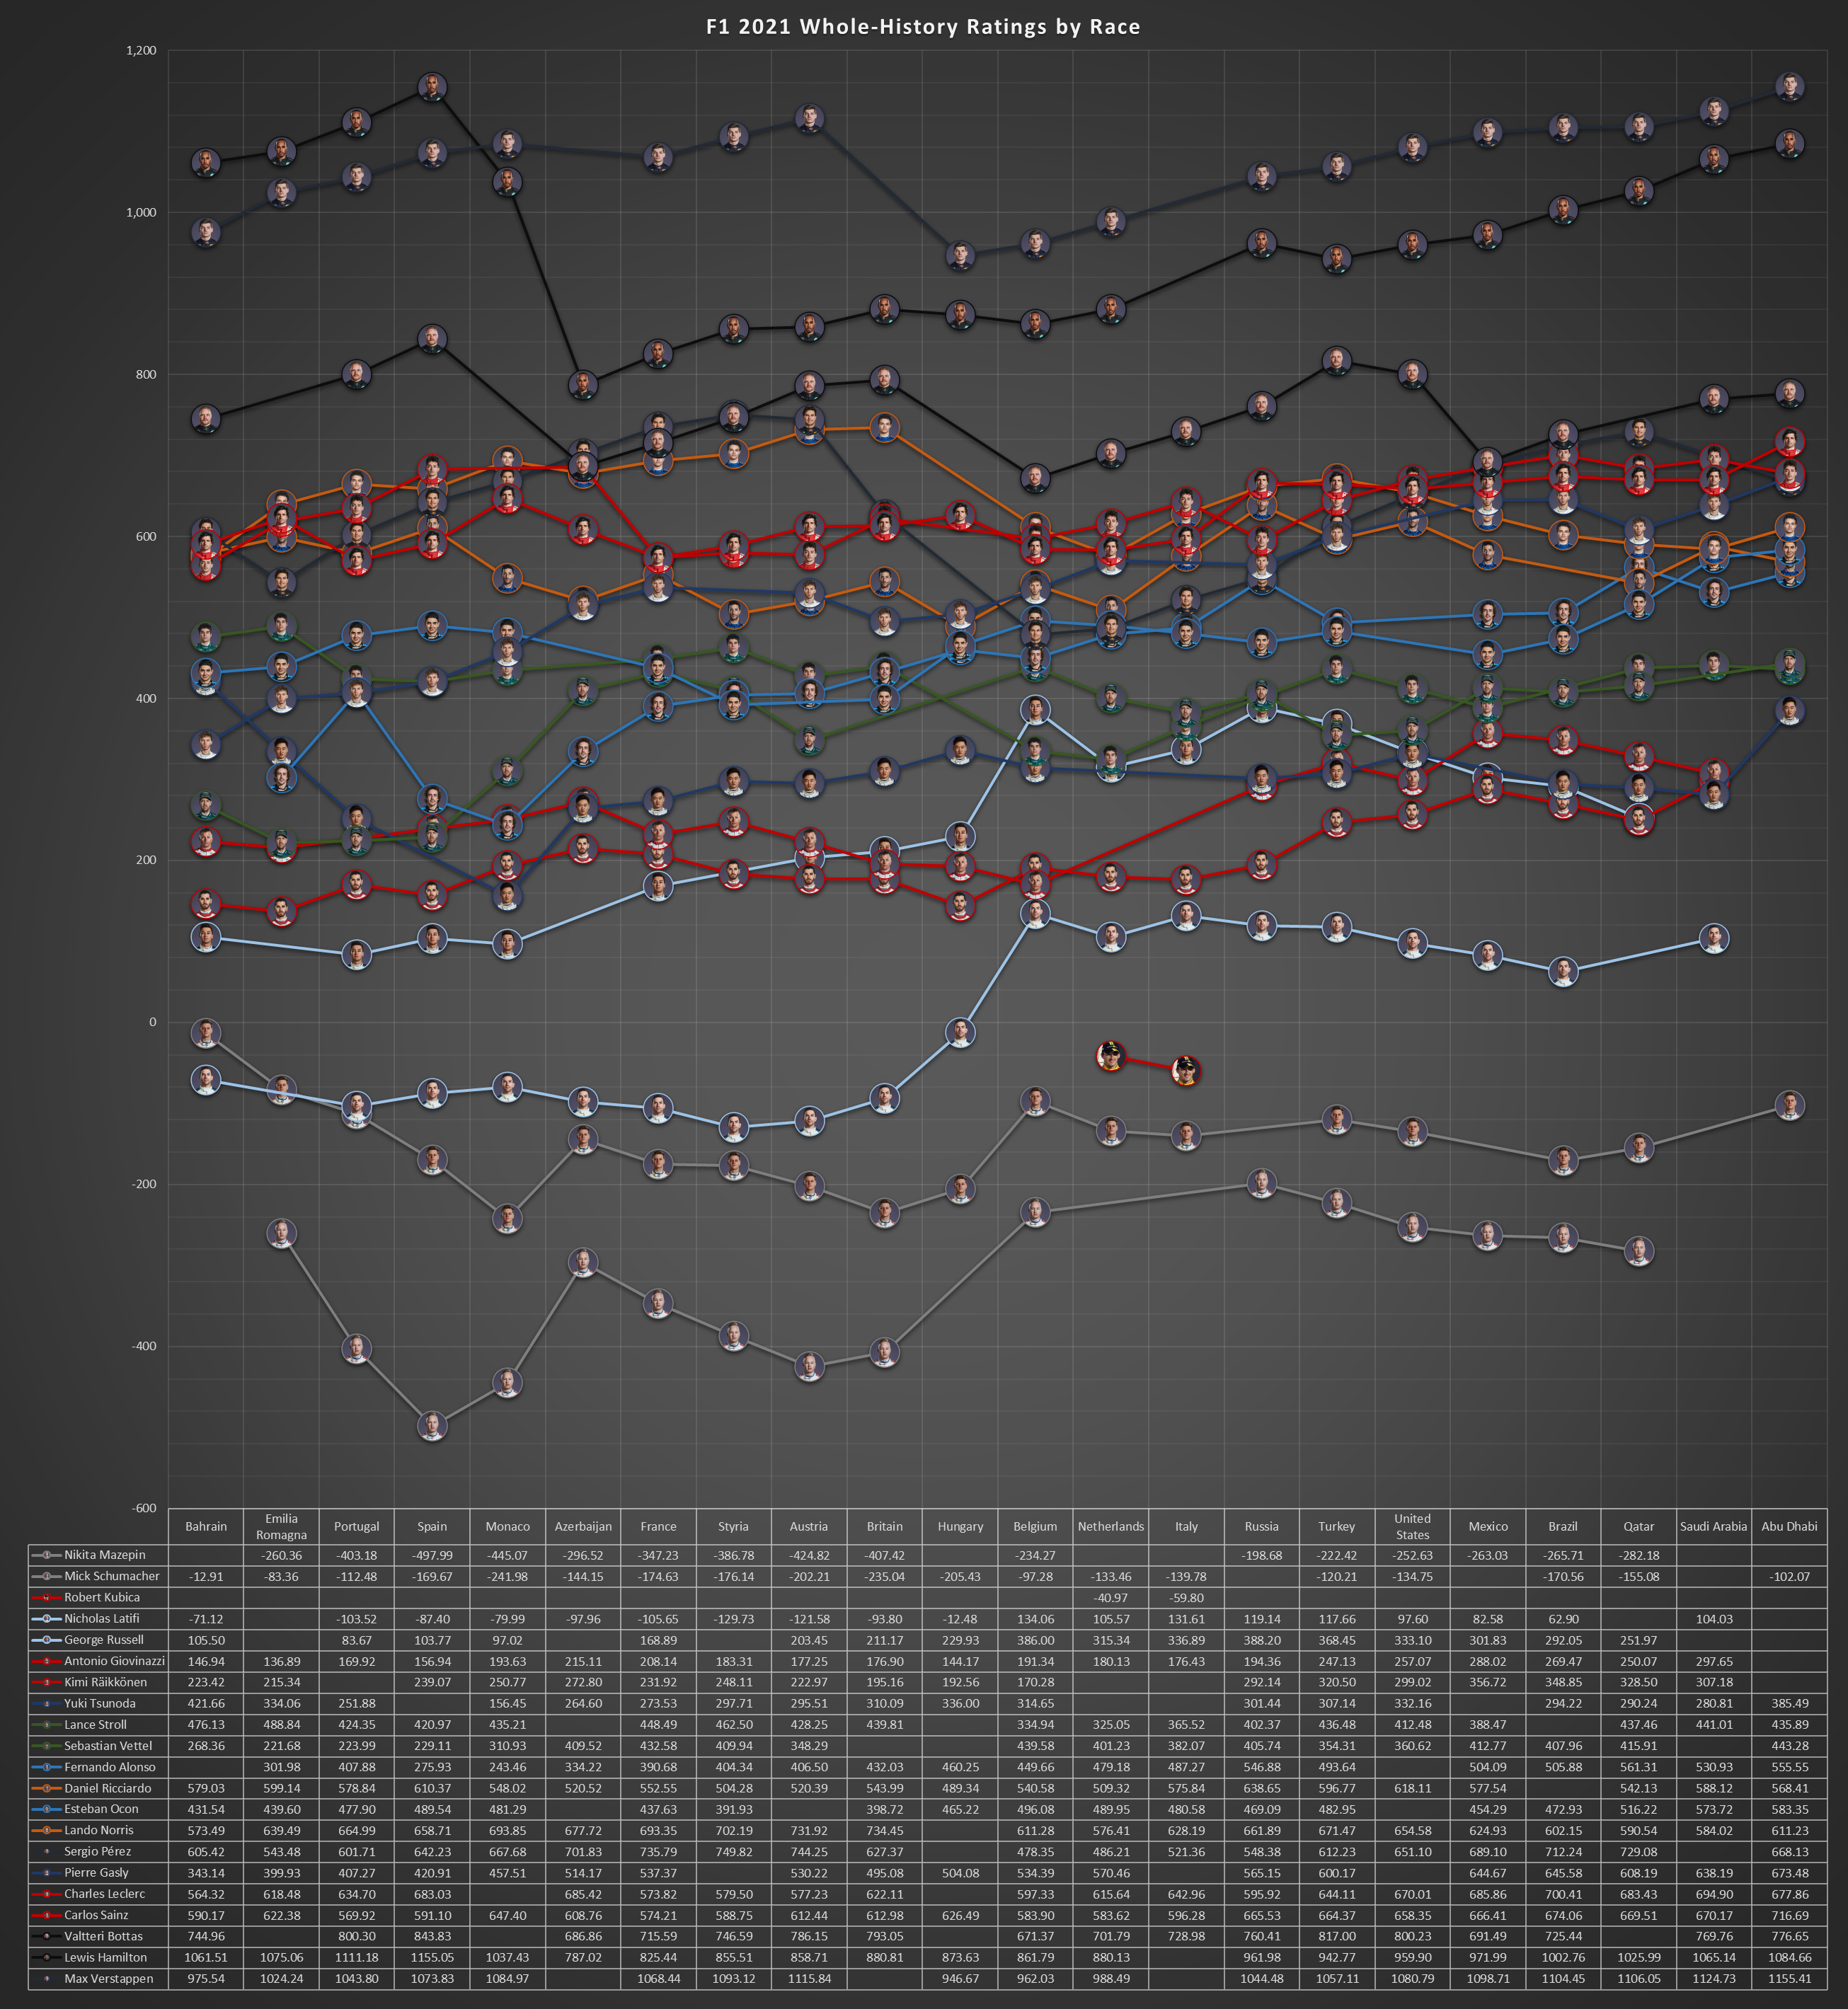 F1 2021 Whole-History Ratings by Race
1,200
1,000
800
600
400
200
0
-200
-400
-600
Bahrain Emilia Romagna Portugal Spain Monaco Azerbaijan France Styria Austria Britain Hungary Belgium Netherlands Italy Russia Turkey United States Mexico Brazil Qatar Saudi Arabia Abu Dhabi
Nikita Mazepin -260.36 -403.18 -497.99 -445.07 -296.52 -347.23 -386.78 -424.82 -407.42 -234.27 -198.68 -222.42 -252.63 -263.03 -265.71 -282.18
Mick Schumacher -12.91 -83.36 -112.48 -169.67 -241.98 -144.15 -174.63 -176.14 -202.21 -235.04 -205.43 -97.28 -133.46 -139.78 -120.21 -134.75 -170.56 -155.08 -102.07
Robert Kubica -40.97 -59.80
Nicholas Latifi -71.12 -103.52 -87.40 -79.99 -97.96 -105.65 -129.73 -121.58 -93.80 -12.48 134.06 105.57 131.61 119.14 117.66 97.60 82.58 62.90 104.03
George Russell 105.50 83.67 103.77 97.02 168.89 203.45 211.17 229.93 386.00 315.34 336.89 388.20 368.45 333.10 301.83 292.05 251.97
Antonio Giovinazzi 146.94 136.89 169.92 156.94 193.63 215.11 208.14 183.31 177.25 176.90 144.17 191.34 180.13 176.43 194.36 247.13 257.07 288.02 269.47 250.07 297.65
Kimi Räikkönen 223.42 215.34 239.07 250.77 272.80 231.92 248.11 222.97 195.16 192.56 170.28 292.14 320.50 299.02 356.72 348.85 328.50 307.18
Yuki Tsunoda 421.66 334.06 251.88 156.45 264.60 273.53 297.71 295.51 310.09 336.00 314.65 301.44 307.14 332.16 294.22 290.24 280.81 385.49
Lance Stroll 476.13 488.84 424.35 420.97 435.21 448.49 462.50 428.25 439.81 334.94 325.05 365.52 402.37 436.48 412.48 388.47 437.46 441.01 435.89
Sebastian Vettel 268.36 221.68 223.99 229.11 310.93 409.52 432.58 409.94 348.29 439.58 401.23 382.07 405.74 354.31 360.62 412.77 407.96 415.91 443.28
Fernando Alonso 301.98 407.88 275.93 243.46 334.22 390.68 404.34 406.50 432.03 460.25 449.66 479.18 487.27 546.88 493.64 504.09 505.88 561.31 530.93 555.55
Daniel Ricciardo 579.03 599.14 578.84 610.37 548.02 520.52 552.55 504.28 520.39 543.99 489.34 540.58 509.32 575.84 638.65 596.77 618.11 577.54 542.13 588.12 568.41
Esteban Ocon 431.54 439.60 477.90 489.54 481.29 437.63 391.93 398.72 465.22 496.08 489.95 480.58 469.09 482.95 454.29 472.93 516.22 573.72 583.35
Lando Norris 573.49 639.49 664.99 658.71 693.85 677.72 693.35 702.19 731.92 734.45 611.28 576.41 628.19 661.89 671.47 654.58 624.93 602.15 590.54 584.02 611.23
Sergio Pérez 605.42 543.48 601.71 642.23 667.68 701.83 735.79 749.82 744.25 627.37 478.35 486.21 521.36 548.38 612.23 651.10 689.10 712.24 729.08 668.13
Pierre Gasly 343.14 399.93 407.27 420.91 457.51 514.17 537.37 530.22 495.08 504.08 534.39 570.46 565.15 600.17 644.67 645.58 608.19 638.19 673.48
Charles Leclerc 564.32 618.48 634.70 683.03 685.42 573.82 579.50 577.23 622.11 597.33 615.64 642.96 595.92 644.11 670.01 685.86 700.41 683.43 694.90 677.86
Carlos Sainz 590.17 622.38 569.92 591.10 647.40 608.76 574.21 588.75 612.44 612.98 626.49 583.90 583.62 596.28 665.53 664.37 658.35 666.41 674.06 669.51 670.17 716.69
Valtteri Bottas 744.96 800.30 843.83 686.86 715.59 746.59 786.15 793.05 671.37 701.79 728.98 760.41 817.00 800.23 691.49 725.44 769.76 776.65
Lewis Hamilton 1061.51 1075.06 1111.18 1155.05 1037.43 787.02 825.44 855.51 858.71 880.81 873.63 861.79 880.13 961.98 942.77 959.90 971.99 1002.76 1025.99 1065.14 1084.66
Max Verstappen 975.54 1024.24 1043.80 1073.83 1084.97 1068.44 1093.12 1115.84 946.67 962.03 988.49 1044.48 1057.11 1080.79 1098.71 1104.45 1106.05 1124.73 1155.41